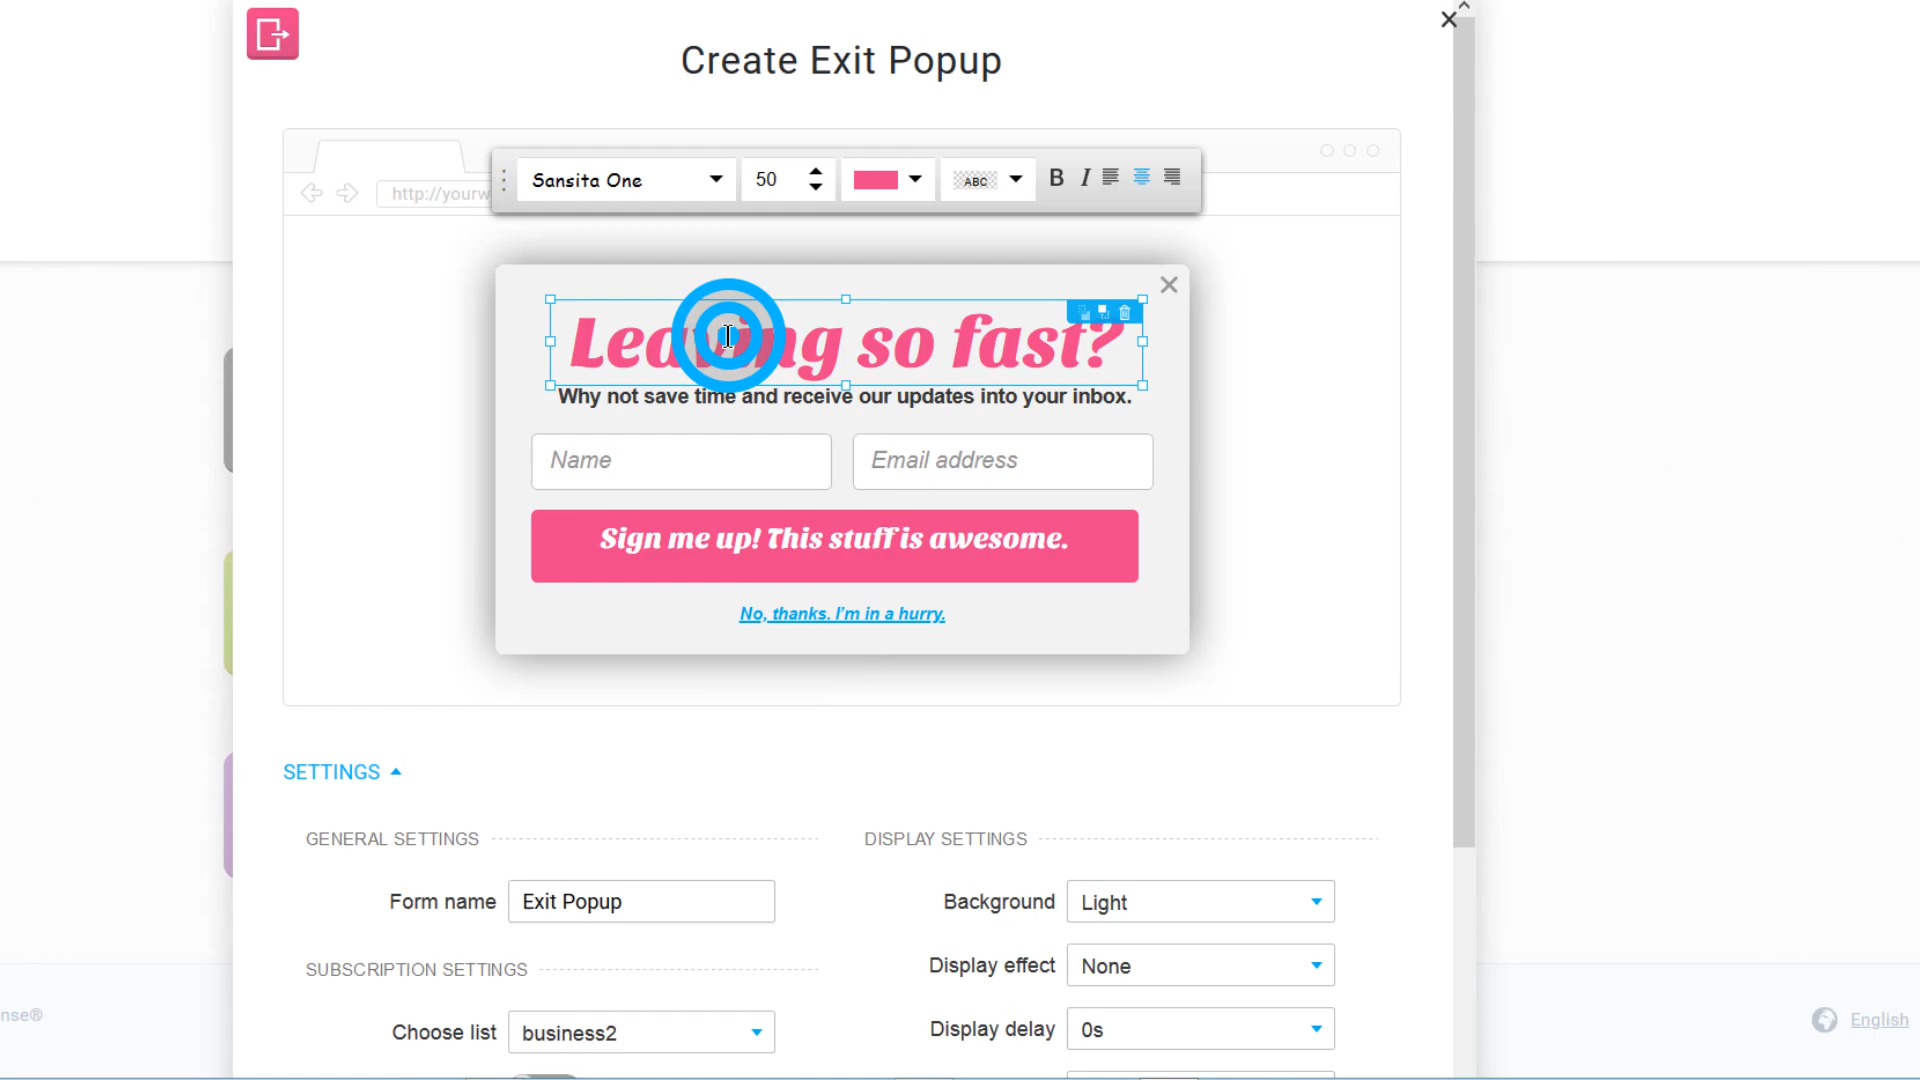 Create Exit Popup
Sansita One 50 ABC B I
http://yourw
Leaving so fast?
Why not save time and receive our updates into your inbox.
Name Email address
Sign me up! This stuff is awesome.
No, thanks. I'm in a hurry.
SETTINGS
GENERAL SETTINGS
Form name Exit Popup
SUBSCRIPTION SETTINGS
Choose list business2
DISPLAY SETTINGS
Background Light
Display effect None
Display delay 0s
nse®
English